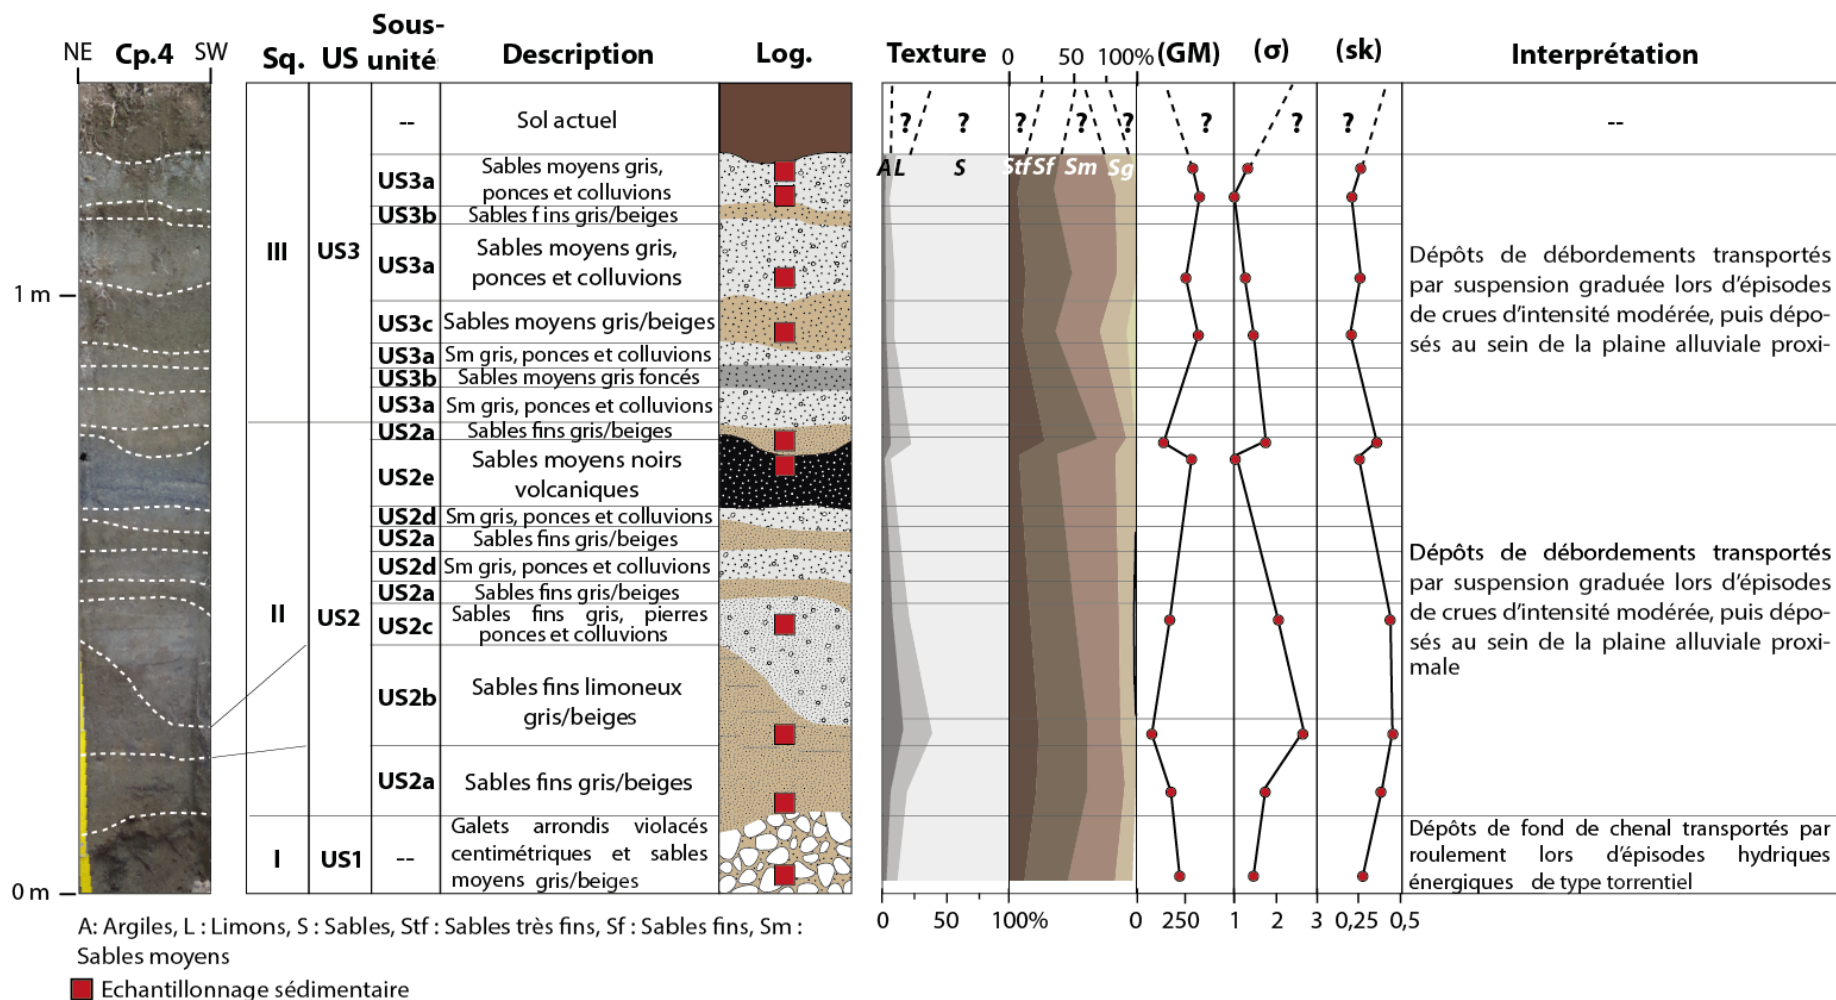 NE Cp.4 SW
Sq. US Sous-
unité Description Log. Texture 0 50 100% (GM) (σ) (sk) Interprétation
-- Sol actuel ? ? ? ? ? ? ? ? --
A L S Stf Sf Sm Sg
III US3
US3a Sables moyens gris,
ponces et colluvions
US3b Sables f ins gris/beiges
US3a Sables moyens gris,
ponces et colluvions
US3c Sables moyens gris/beiges
US3a Sm gris, ponces et colluvions
US3b Sables moyens gris foncés
US3a Sm gris, ponces et colluvions
Dépôts de débordements transportés
par suspension graduée lors d'épisodes
de crues d'intensité modérée, puis dépo-
sés au sein de la plaine alluviale proxi-
1 m
II US2
US2a Sables fins gris/beiges
US2e Sables moyens noirs
volcaniques
US2d Sm gris, ponces et colluvions
US2a Sables fins gris/beiges
US2d Sm gris, ponces et colluvions
US2a Sables fins gris/beiges
US2c Sables fins gris, pierres
ponces et colluvions
US2b Sables fins limoneux
gris/beiges
US2a Sables fins gris/beiges
Dépôts de débordements transportés
par suspension graduée lors d'épisodes
de crues d'intensité modérée, puis dépo-
sés au sein de la plaine alluviale proxi-
male
I US1 --
Galets arrondis violacés
centimétriques et sables
moyens gris/beiges
Dépôts de fond de chenal transportés par
roulement lors d'épisodes hydriques
énergiques de type torrentiel
0 m
0 50 100% 0 250 1 2 3 0,25 0,5
A: Argiles, L : Limons, S : Sables, Stf : Sables très fins, Sf : Sables fins, Sm :
Sables moyens
Echantillonnage sédimentaire